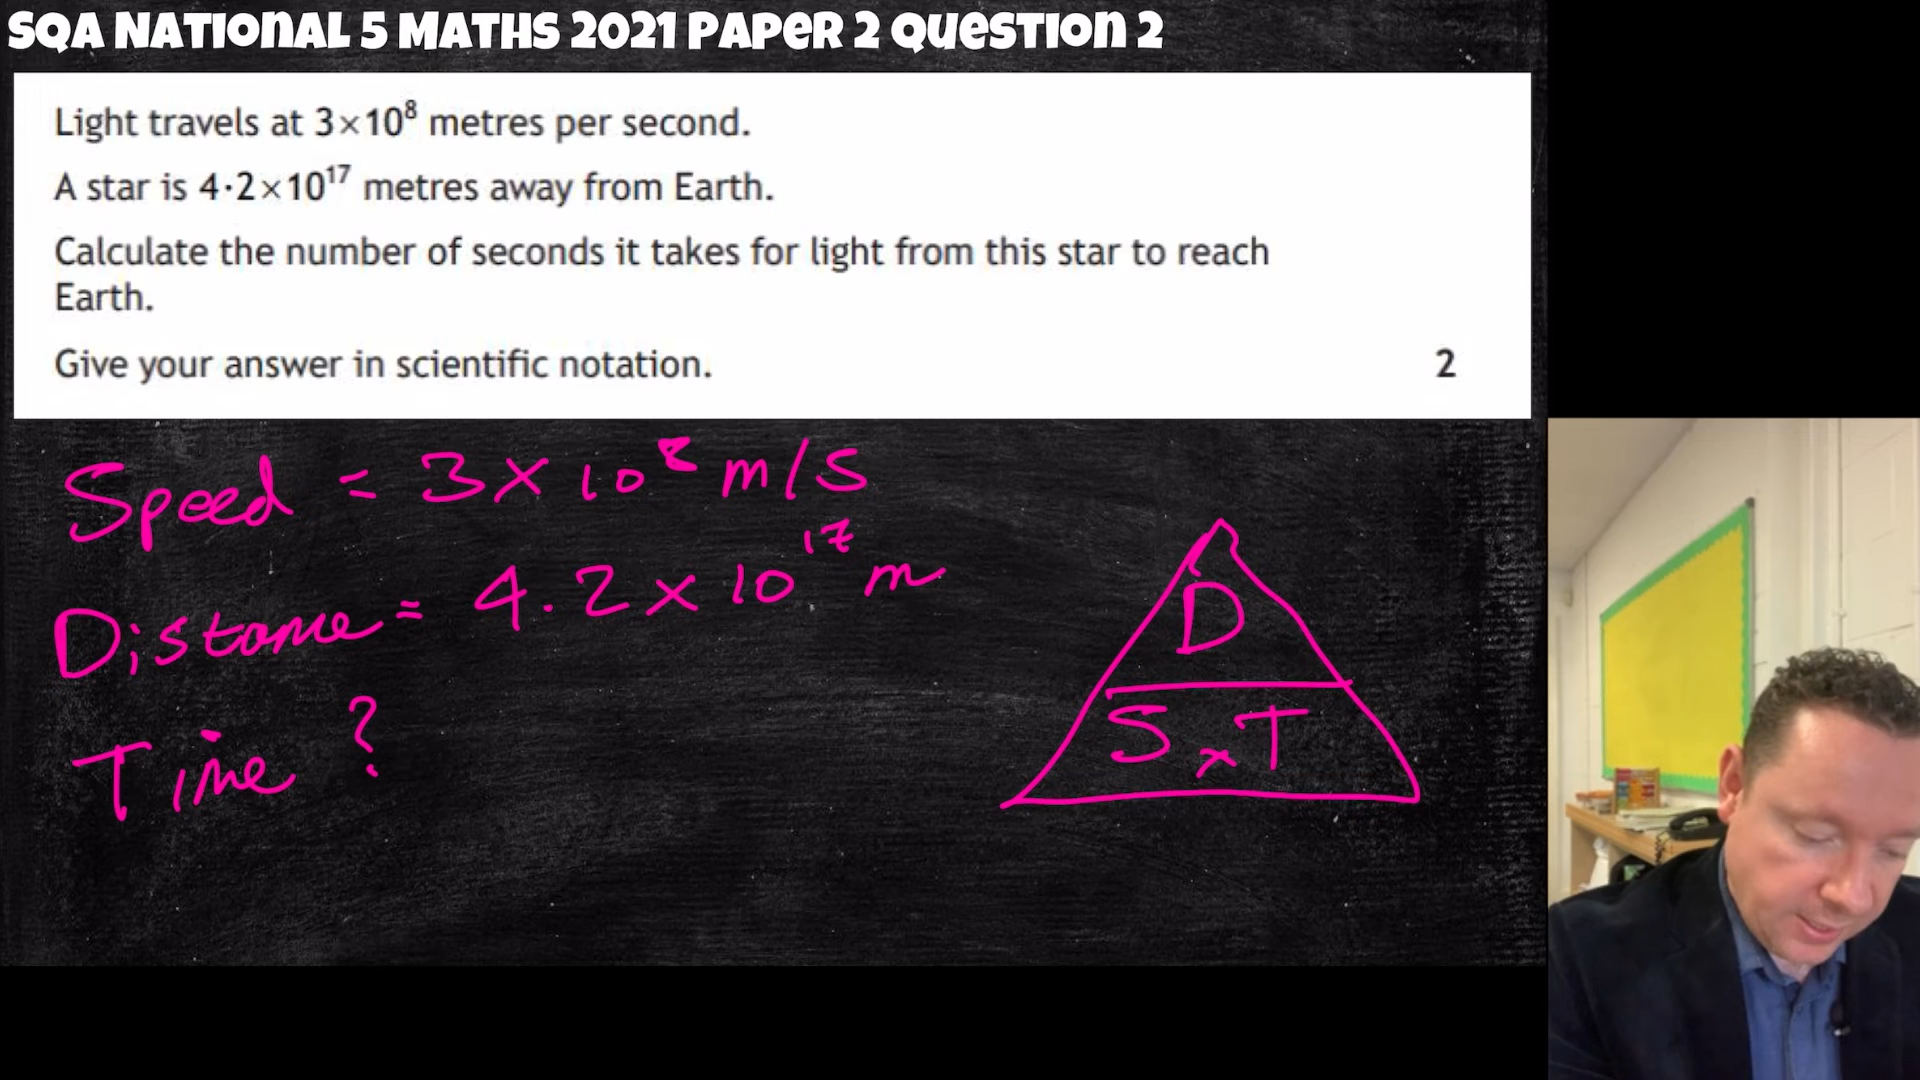 SQA National 5 Maths 2021 Paper 2 Question 2
Light travels at 3×10⁸ metres per second.
A star is 4·2×10¹⁷ metres away from Earth.
Calculate the number of seconds it takes for light from this star to reach
Earth.
Give your answer in scientific notation. 2
Speed = 3 × 10⁸ m/s
Distance = 4.2 × 10¹⁷ m
Time ?
D
S × T